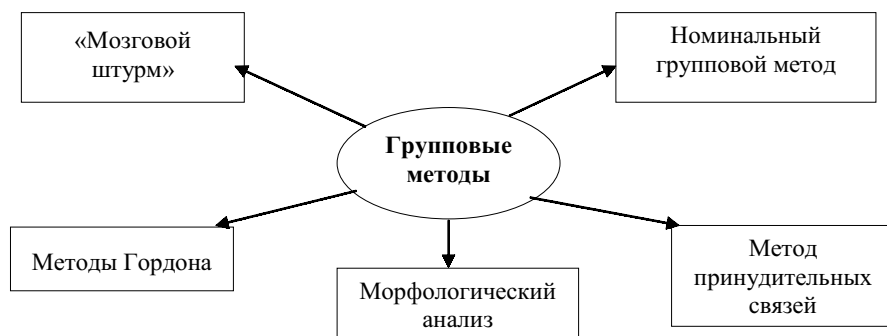 «Мозговой
штурм»
Номинальный
групповой метод
Групповые
методы
Методы Гордона
Морфологический
анализ
Метод
принудительных
связей